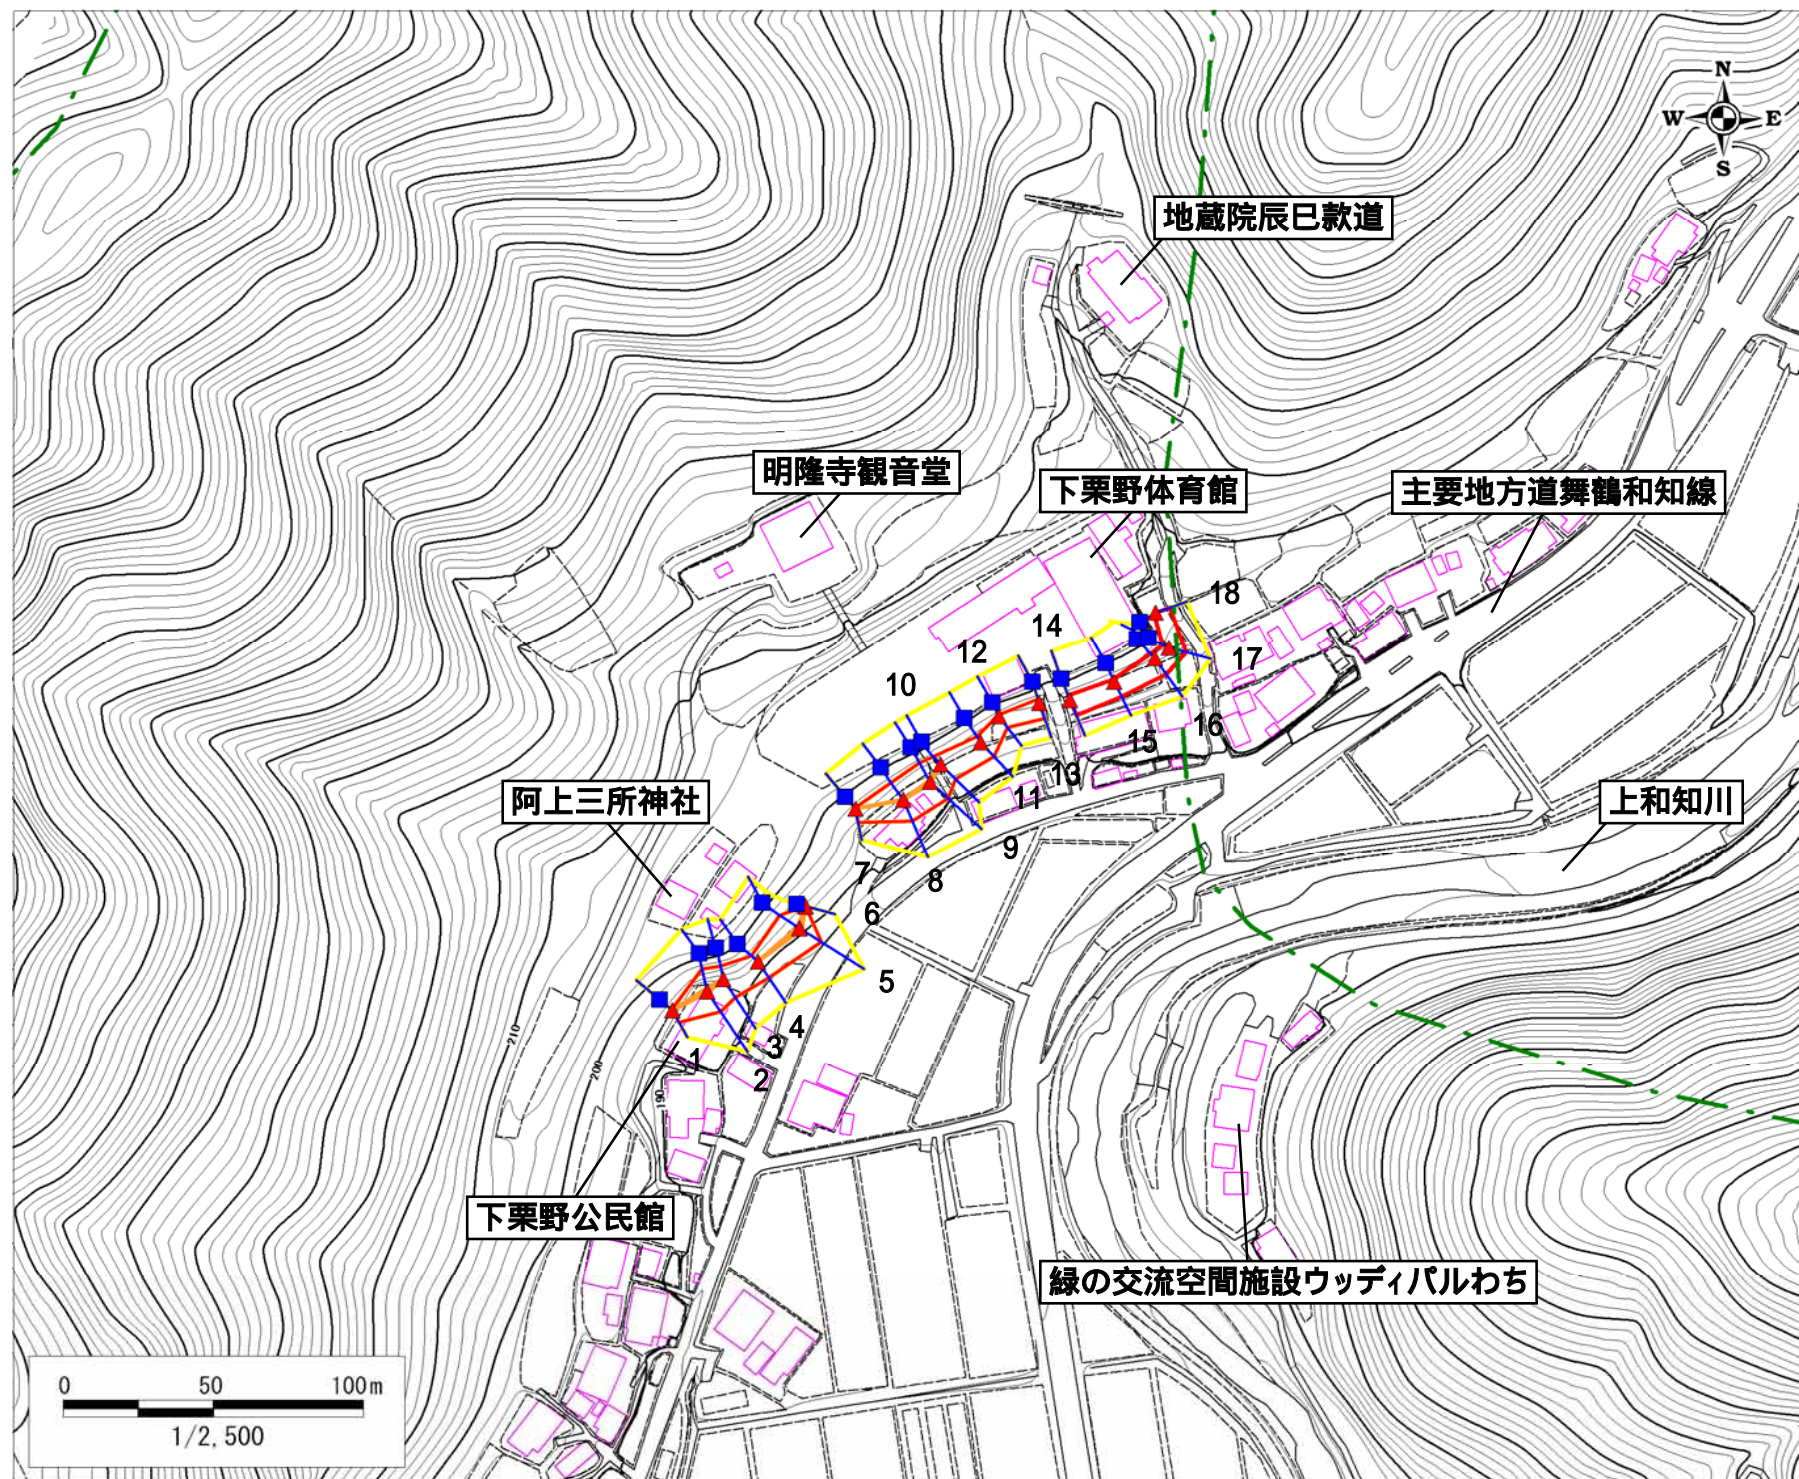 N
W E
S
地蔵院辰巳款道
明隆寺観音堂
下粟野体育館
主要地方道舞鶴和知線
18
14
12
17
10
16
15
13
阿上三所神社
11
上和知川
9
7
8
6
5
4
3
1
2
210
200
190
下粟野公民館
緑の交流空間施設ウッディパルわち
0 50 100m
1/2,500